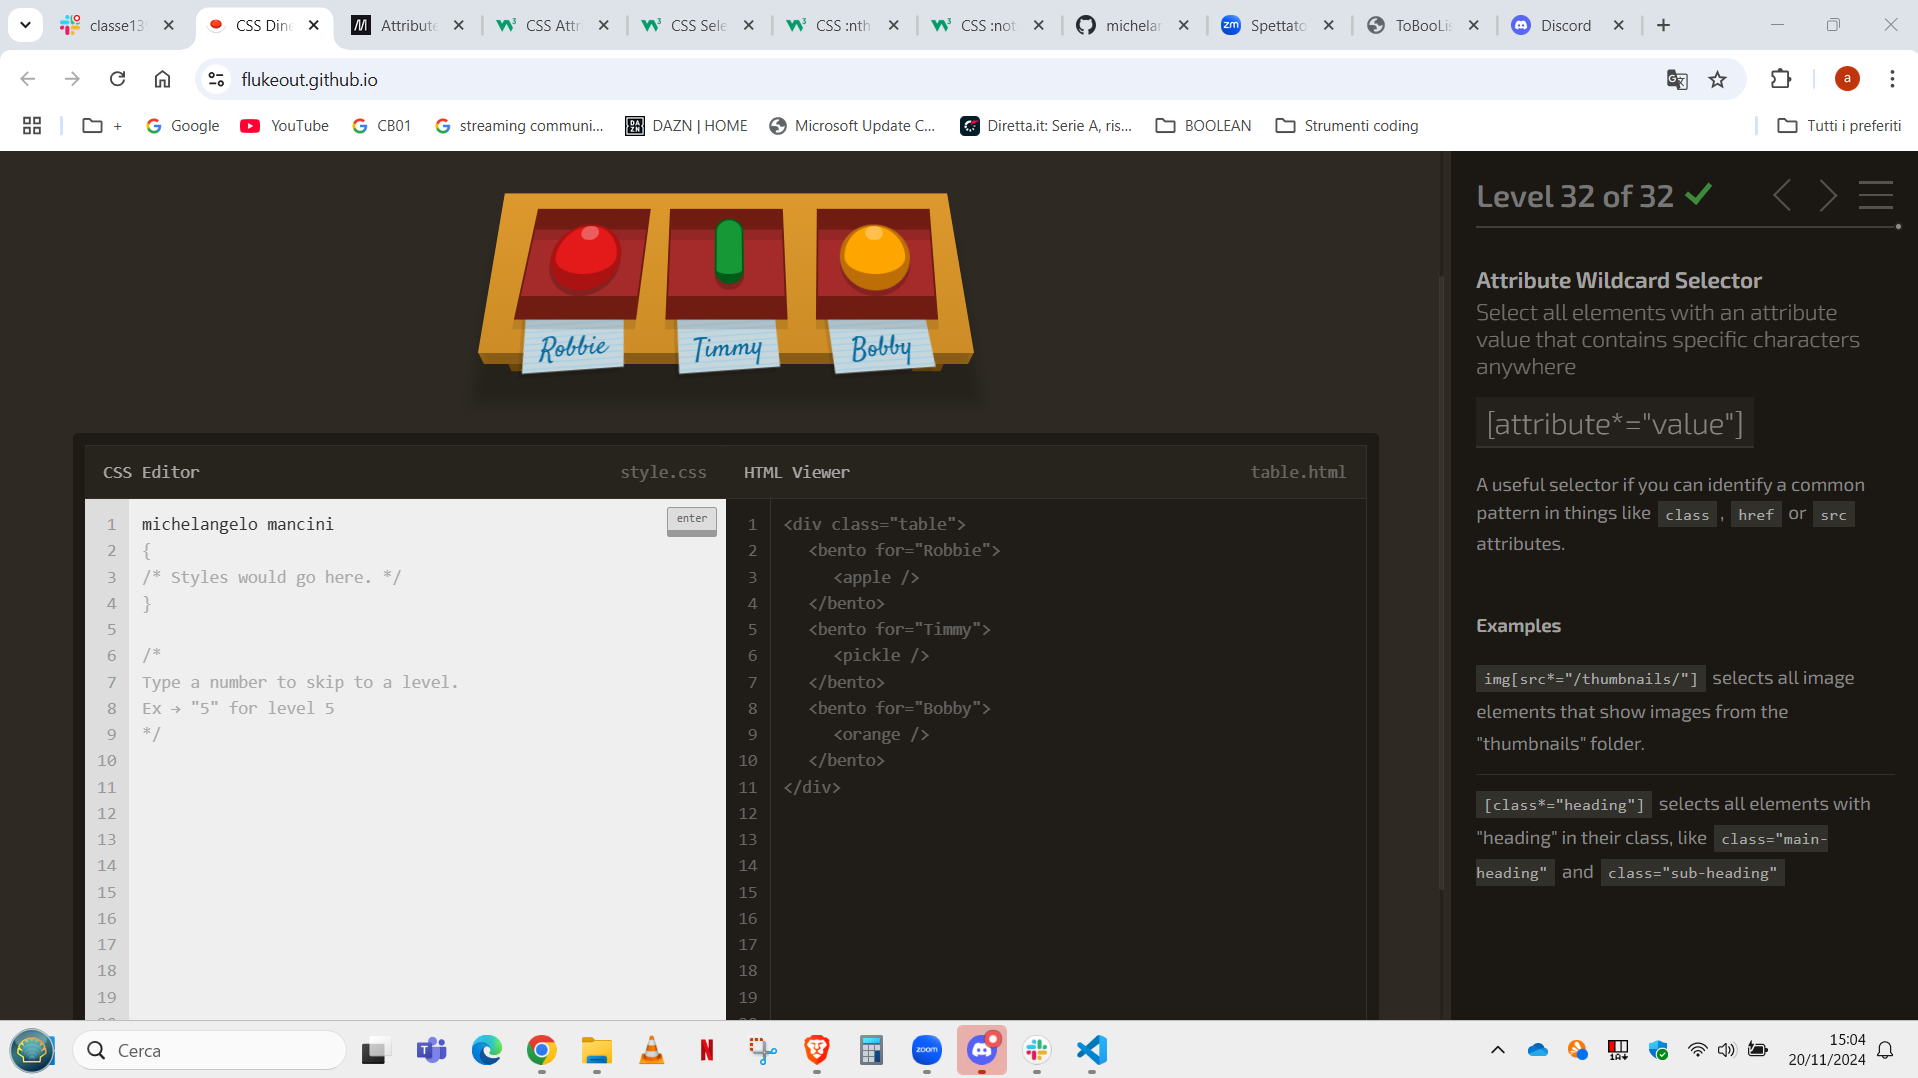 classe13
CSS Dine
Attribute
CSS Attr
CSS Sele
CSS :nth
CSS :not
michelar
Spettato
ToBooLis
Discord
flukeout.github.io
a
+
Google
YouTube
CB01
streaming communi...
DAZN | HOME
Microsoft Update C...
Diretta.it: Serie A, ris...
BOOLEAN
Strumenti coding
Tutti i preferiti
Robbie
Timmy
Bobby
Level 32 of 32
Attribute Wildcard Selector
Select all elements with an attribute
value that contains specific characters
anywhere
[attribute*="value"]
A useful selector if you can identify a common
pattern in things like class , href or src
attributes.
Examples
img[src*="/thumbnails/"] selects all image
elements that show images from the
"thumbnails" folder.
[class*="heading"] selects all elements with
"heading" in their class, like class="main-
heading" and class="sub-heading"
CSS Editor
style.css
enter
1 michelangelo mancini
2 {
3 /* Styles would go here. */
4 }
5
6 /*
7 Type a number to skip to a level.
8 Ex → "5" for level 5
9 */
10
11
12
13
14
15
16
17
18
19
HTML Viewer
table.html
1 <div class="table">
2 <bento for="Robbie">
3 <apple />
4 </bento>
5 <bento for="Timmy">
6 <pickle />
7 </bento>
8 <bento for="Bobby">
9 <orange />
10 </bento>
11 </div>
12
13
14
15
16
17
18
19
Cerca
zoom
15:04
20/11/2024